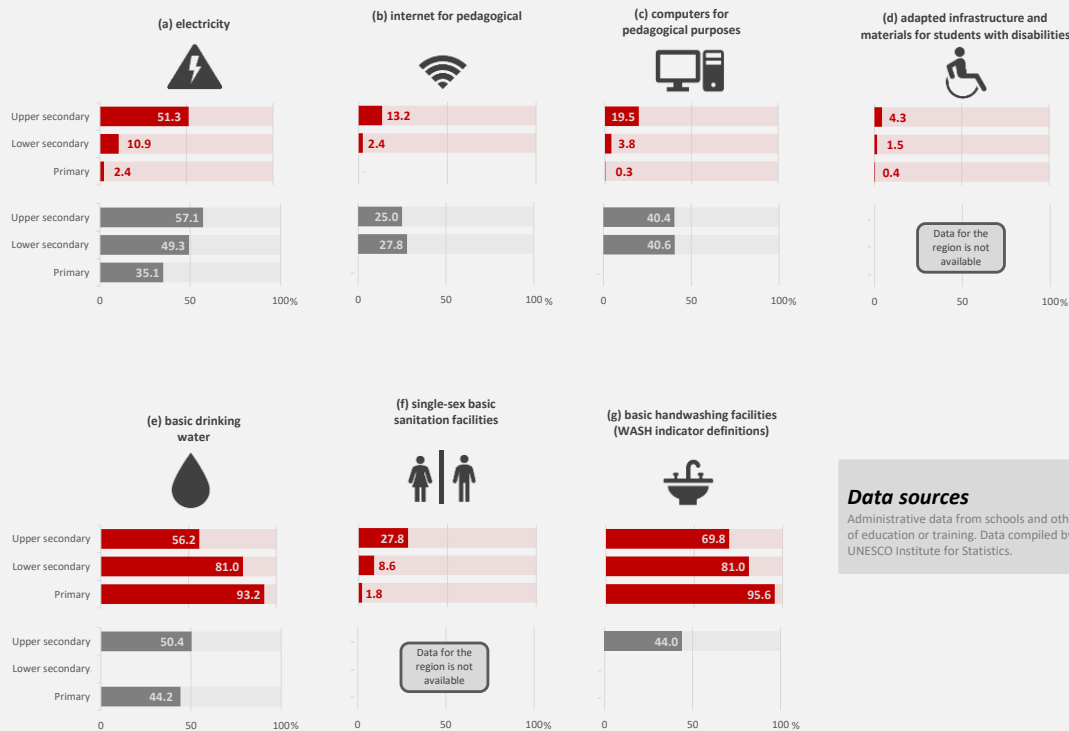 (a) electricity
(b) internet for pedagogical
(c) computers for
pedagogical purposes
(d) adapted infrastructure and
materials for students with disabilities
Upper secondary
51.3
Lower secondary
10.9
Primary
2.4
13.2
2.4
-
19.5
3.8
0.3
4.3
1.5
0.4
Upper secondary
57.1
Lower secondary
49.3
Primary
35.1
25.0
27.8
40.4
40.6
Data for the
region is not
available
0 50 100%
0 50 100%
0 50 100%
0 50 100%
(e) basic drinking
water
(f) single-sex basic
sanitation facilities
(g) basic handwashing facilities
(WASH indicator definitions)
Upper secondary
56.2
Lower secondary
81.0
Primary
93.2
27.8
8.6
1.8
69.8
81.0
95.6
Data sources
Administrative data from schools and oth
of education or training. Data compiled by
UNESCO Institute for Statistics.
Upper secondary
50.4
Lower secondary
Primary
44.2
Data for the
region is not
available
44.0
0 50 100%
0 50 100%
0 50 100%